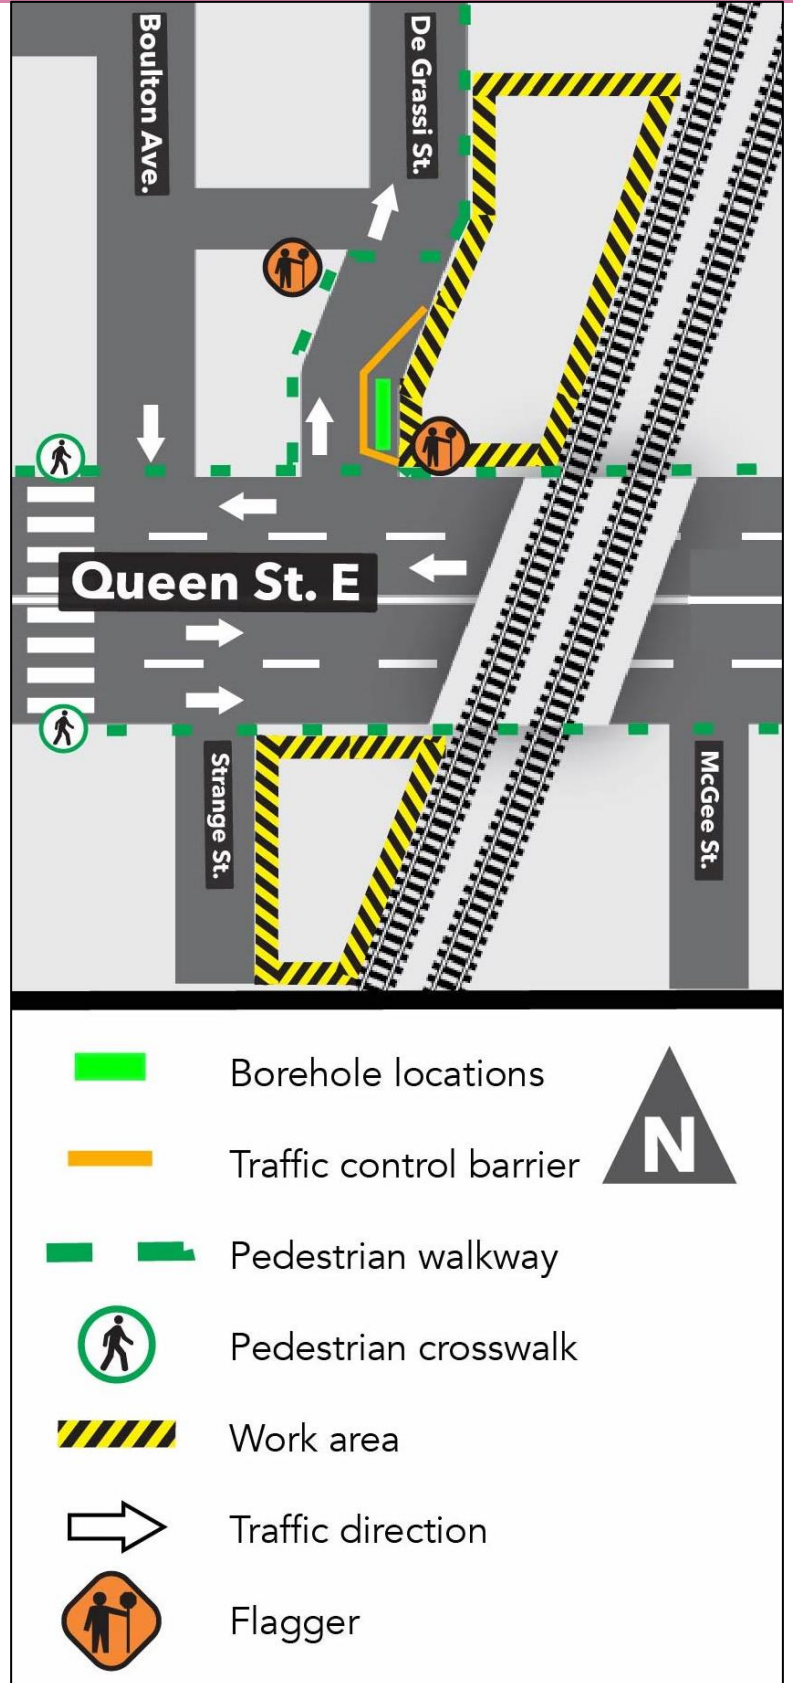 Boulton Ave.
De Grassi St.
Queen St. E
Strange St.
McGee St.
Borehole locations
N
Traffic control barrier
Pedestrian walkway
Pedestrian crosswalk
Work area
Traffic direction
Flagger